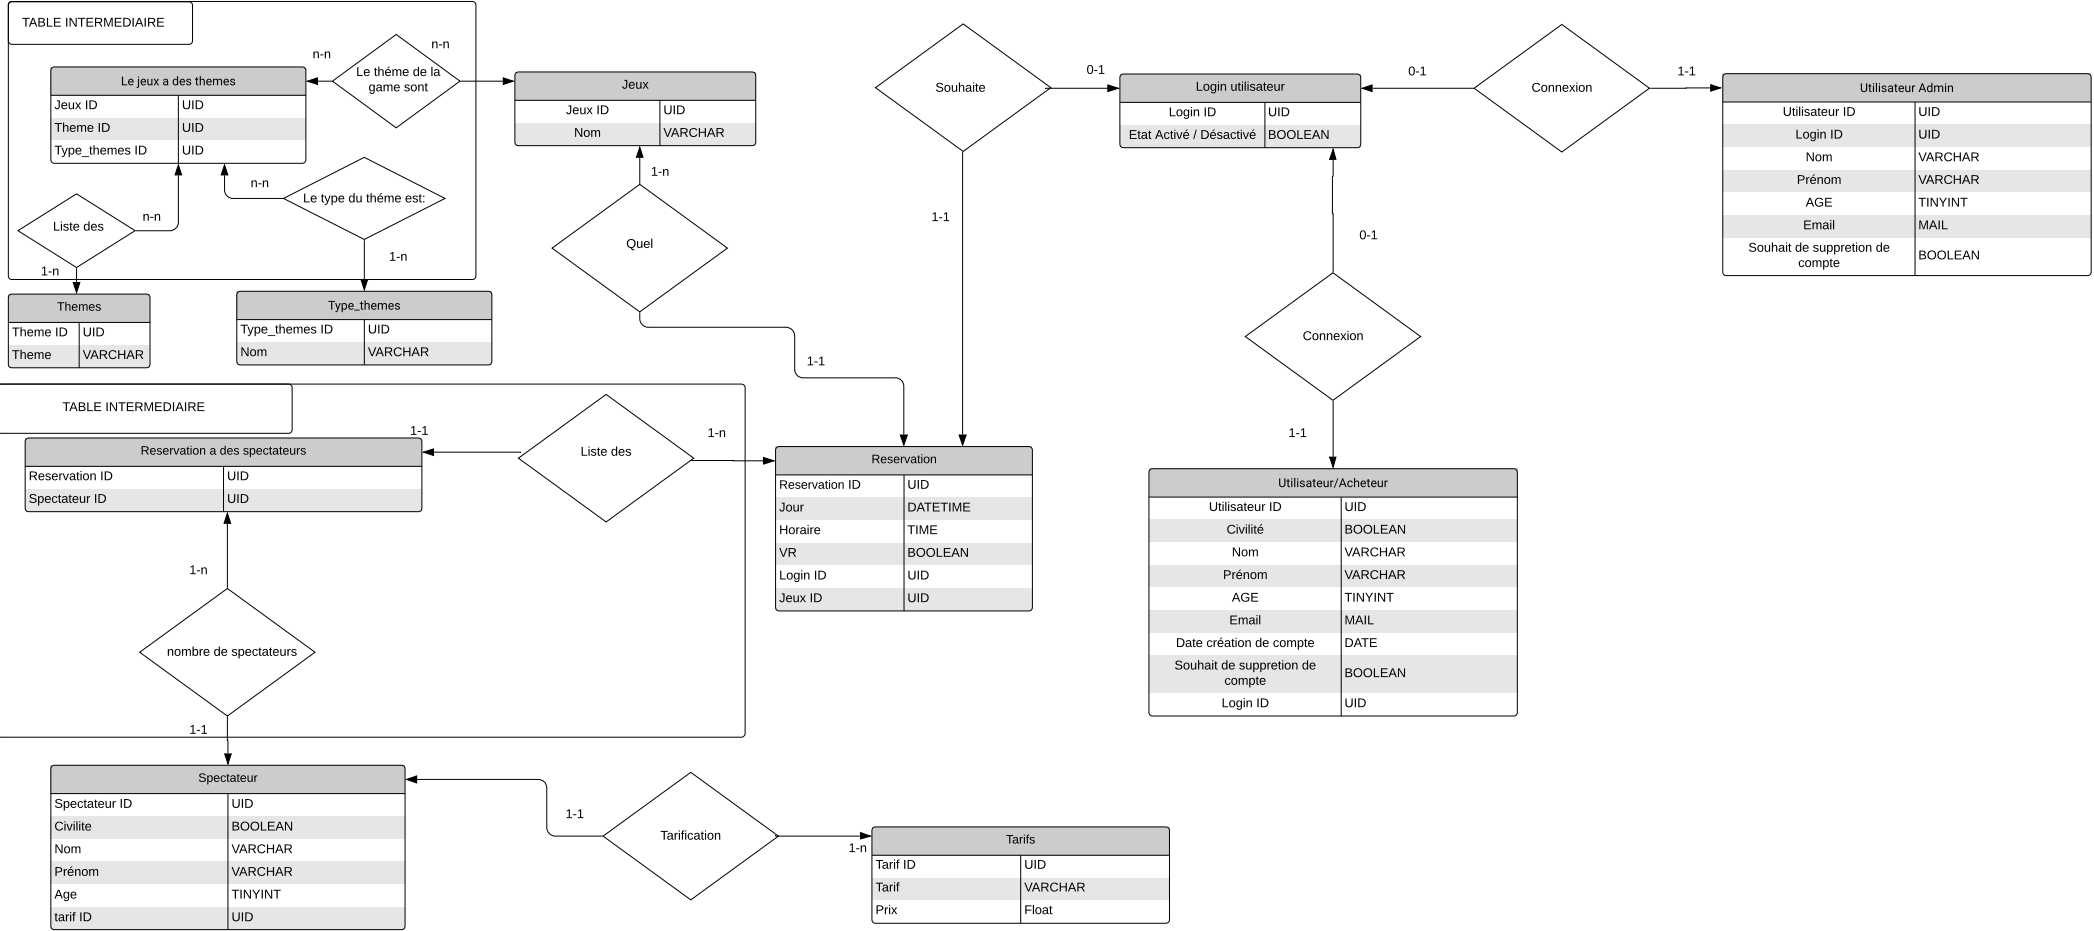 TABLE INTERMEDIAIRE
n-n
n-n
Le théme de la
game sont
Le jeux a des themes
Jeux ID UID
Theme ID UID
Type_themes ID UID
n-n
Le type du théme est:
Liste des
n-n
1-n
1-n
Themes
Theme ID UID
Theme VARCHAR
Type_themes
Type_themes ID UID
Nom VARCHAR
Jeux
Jeux ID UID
Nom VARCHAR
1-n
Quel
1-1
Souhaite
0-1
1-1
Login utilisateur
Login ID UID
Etat Activé / Désactivé BOOLEAN
0-1
Connexion
1-1
Utilisateur Admin
Utilisateur ID UID
Login ID UID
Nom VARCHAR
Prénom VARCHAR
AGE TINYINT
Email MAIL
Souhait de suppretion de
compte BOOLEAN
0-1
Connexion
1-1
Utilisateur/Acheteur
Utilisateur ID UID
Civilité BOOLEAN
Nom VARCHAR
Prénom VARCHAR
AGE TINYINT
Email MAIL
Date création de compte DATE
Souhait de suppretion de
compte BOOLEAN
Login ID UID
TABLE INTERMEDIAIRE
1-1
Liste des
1-n
Reservation a des spectateurs
Reservation ID UID
Spectateur ID UID
Reservation
Reservation ID UID
Jour DATETIME
Horaire TIME
VR BOOLEAN
Login ID UID
Jeux ID UID
1-n
nombre de spectateurs
1-1
Spectateur
Spectateur ID UID
Civilite BOOLEAN
Nom VARCHAR
Prénom VARCHAR
Age TINYINT
tarif ID UID
1-1
Tarification
1-n
Tarifs
Tarif ID UID
Tarif VARCHAR
Prix Float